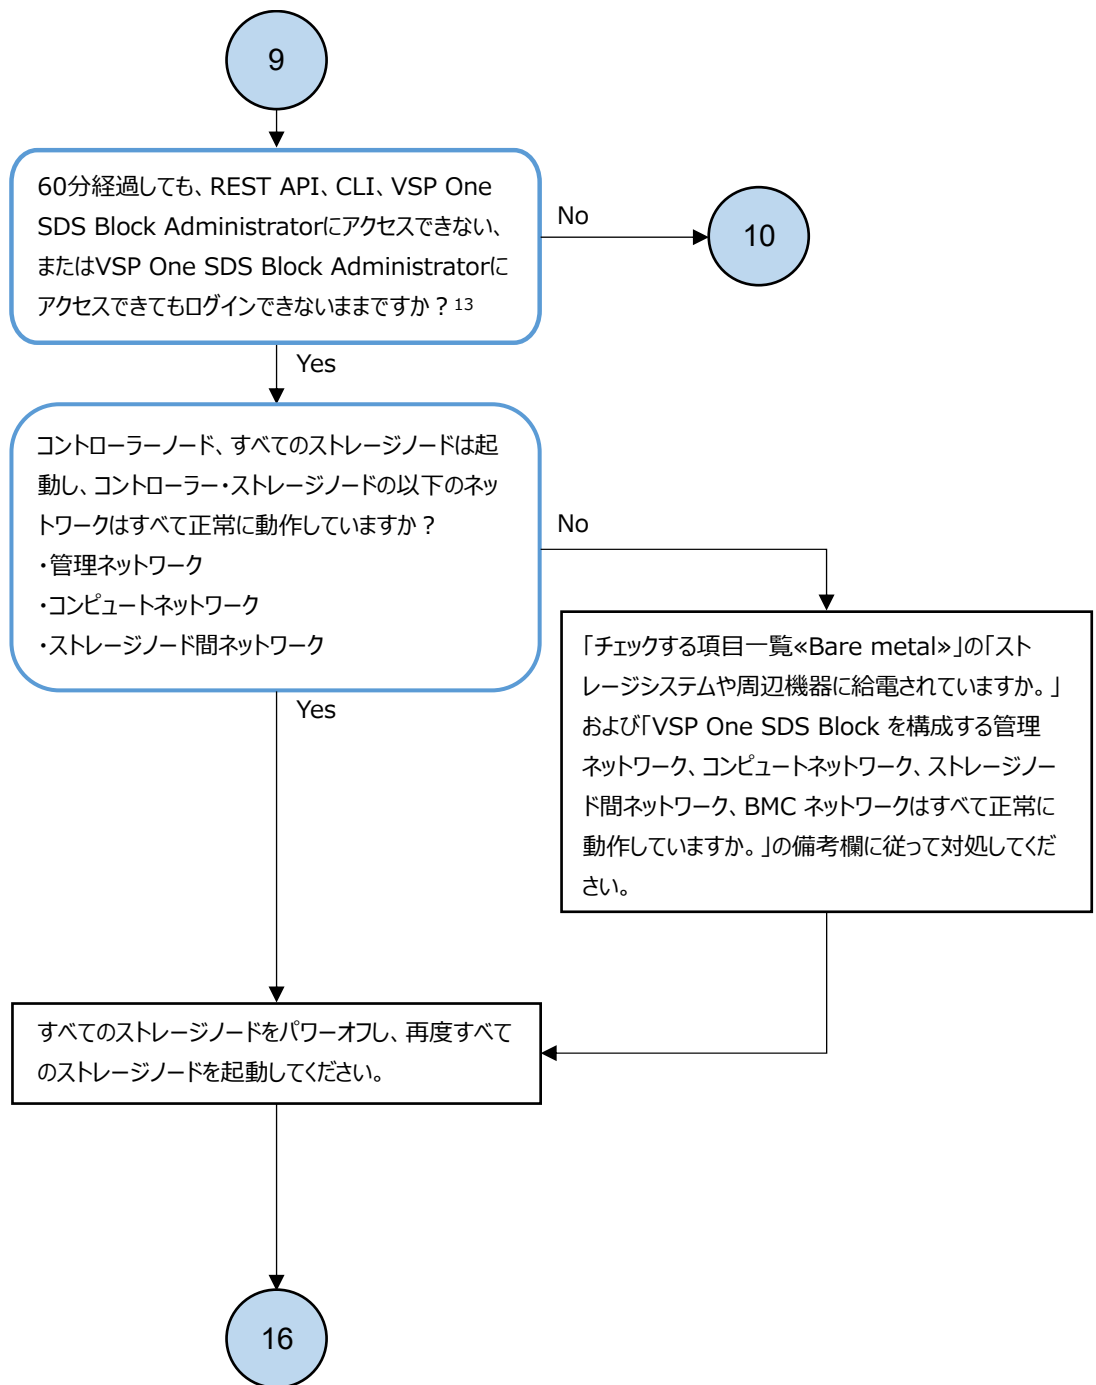 9
60分経過しても、REST API、CLI、VSP One
SDS Block Administratorにアクセスできない、
またはVSP One SDS Block Administratorに
アクセスできてもログインできないままですか？13
No
10
Yes
コントローラーノード、すべてのストレージノードは起
動し、コントローラー・ストレージノードの以下のネッ
トワークはすべて正常に動作していますか？
・管理ネットワーク
・コンピュートネットワーク
・ストレージノード間ネットワーク
No
「チェックする項目一覧«Bare metal»」の「スト
レージシステムや周辺機器に給電されていますか。」
および「VSP One SDS Block を構成する管理
ネットワーク、コンピュートネットワーク、ストレージノー
ド間ネットワーク、BMC ネットワークはすべて正常に
動作していますか。」の備考欄に従って対処してくだ
さい。
Yes
すべてのストレージノードをパワーオフし、再度すべて
のストレージノードを起動してください。
16